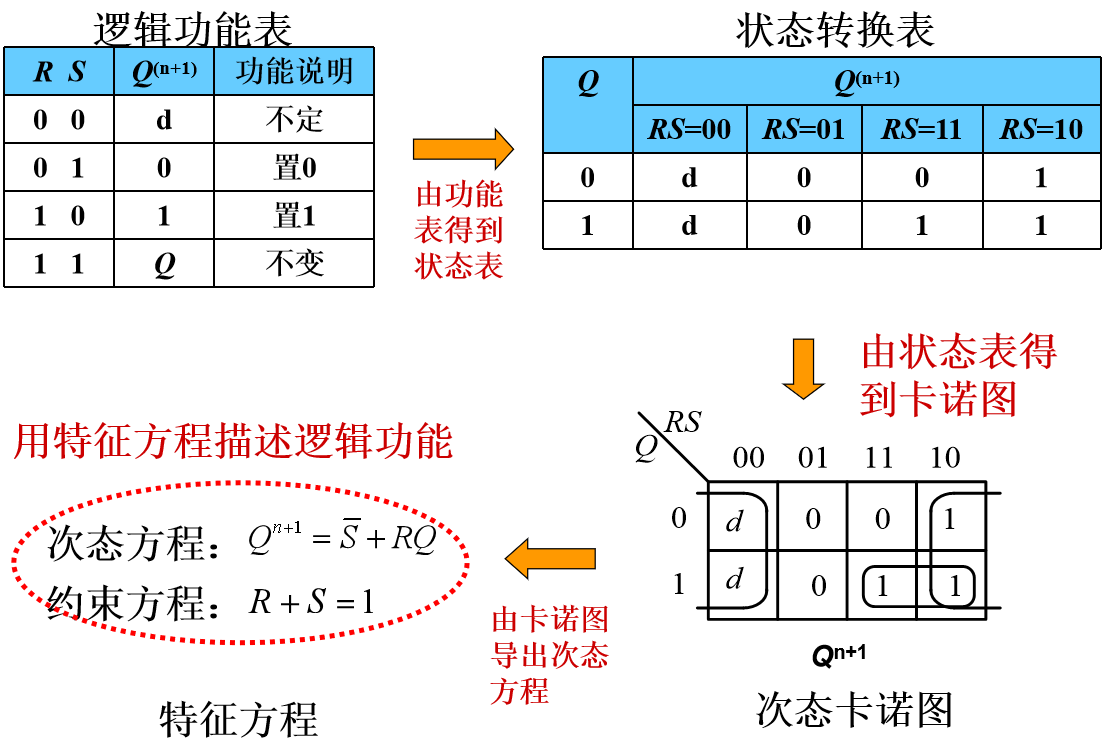 逻辑功能表
R S Q(n+1) 功能说明
0 0 d 不定
0 1 0 置0
1 0 1 置1
1 1 Q 不变
由功能
表得到
状态表
状态转换表
Q Q(n+1)
RS=00 RS=01 RS=11 RS=10
0 d 0 0 1
1 d 0 1 1
由状态表得
到卡诺图
RS
Q
00 01 11 10
0 d 0 0 1
1 d 0 1 1
Qn+1
次态卡诺图
由卡诺图
导出次态
方程
用特征方程描述逻辑功能
次态方程：Qⁿ⁺¹ = S̅ + RQ
约束方程：R + S = 1
特征方程